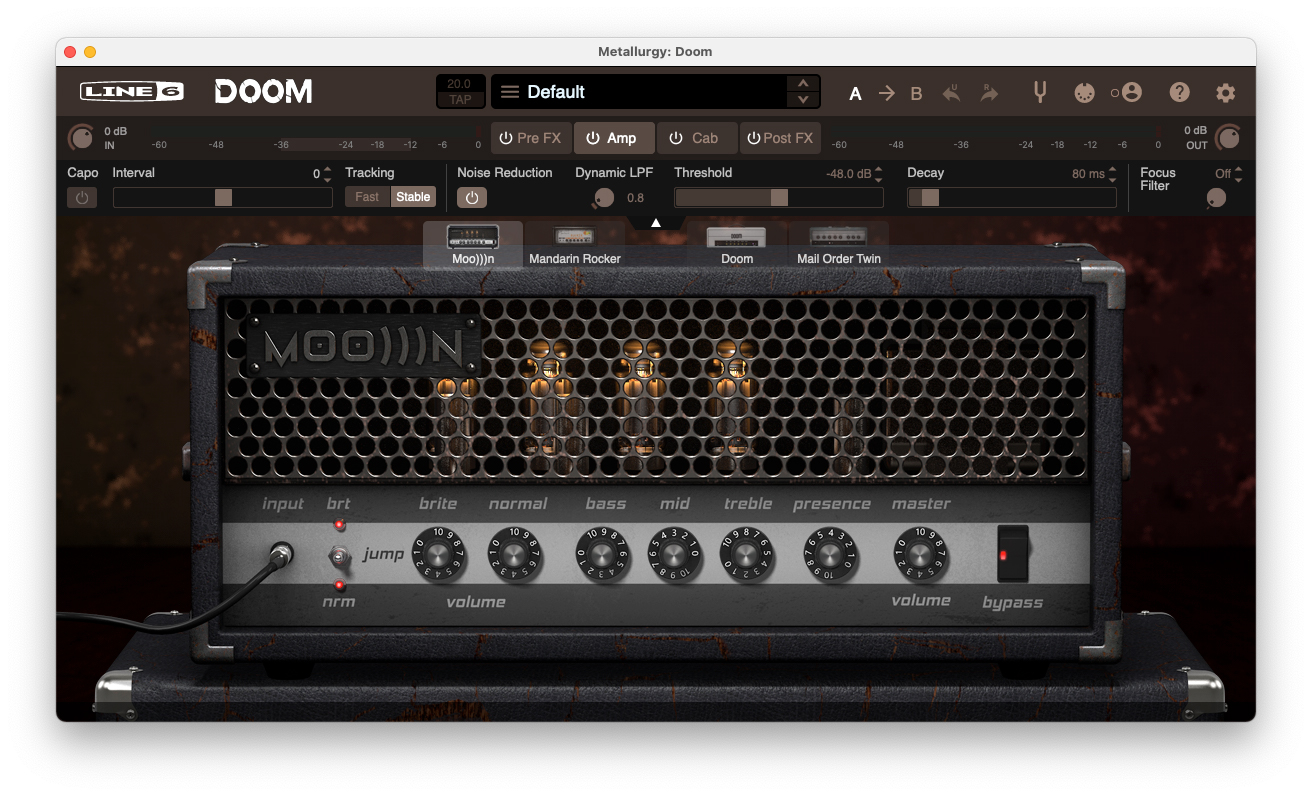 Metallurgy: Doom
LINE 6 DOOM 20.0 TAP Default A B U R
0 dB IN -60 -48 -36 -24 -18 -12 -6 0 Pre FX Amp Cab Post FX -60 -48 -36 -24 -18 -12 -6 0 0 dB OUT
Capo Interval 0 Tracking Noise Reduction Dynamic LPF Threshold -48.0 dB Decay 80 ms Focus Filter Off
Fast Stable 0.8
DOOM
Moo)))n Mandarin Rocker Doom Mail Order Twin
MOO)))N
input brt brite normal bass mid treble presence master
jump
nrm volume volume bypass